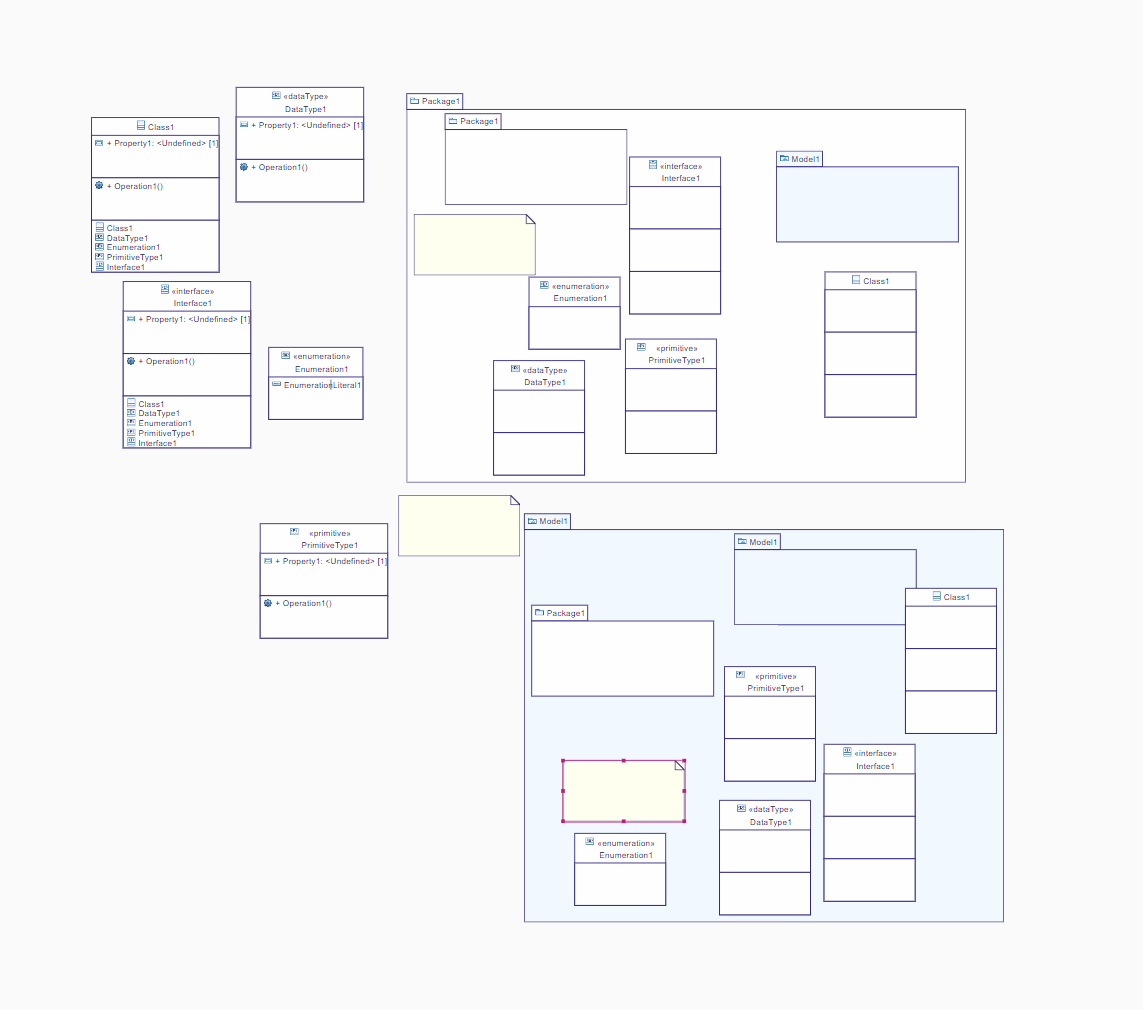 «dataType»
DataType1
+ Property1: <Undefined> [1]
+ Operation1()
Class1
+ Property1: <Undefined> [1]
+ Operation1()
Class1
DataType1
Enumeration1
PrimitiveType1
Interface1
«interface»
Interface1
+ Property1: <Undefined> [1]
+ Operation1()
Class1
DataType1
Enumeration1
PrimitiveType1
Interface1
«enumeration»
Enumeration1
EnumerationLiteral1
Package1
Package1
«interface»
Interface1
Model1
«enumeration»
Enumeration1
Class1
«primitive»
PrimitiveType1
«dataType»
DataType1
«primitive»
PrimitiveType1
+ Property1: <Undefined> [1]
+ Operation1()
Model1
Model1
Class1
Package1
«primitive»
PrimitiveType1
«interface»
Interface1
«dataType»
DataType1
«enumeration»
Enumeration1